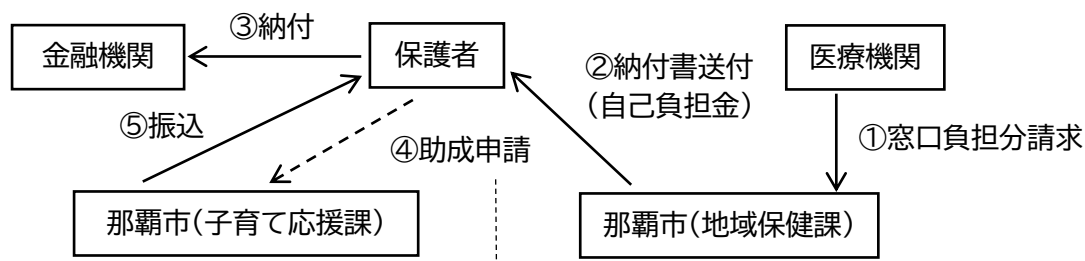 ③納付
金融機関
保護者
②納付書送付
(自己負担金)
医療機関
⑤振込
④助成申請
①窓口負担分請求
那覇市(子育て応援課)
那覇市(地域保健課)